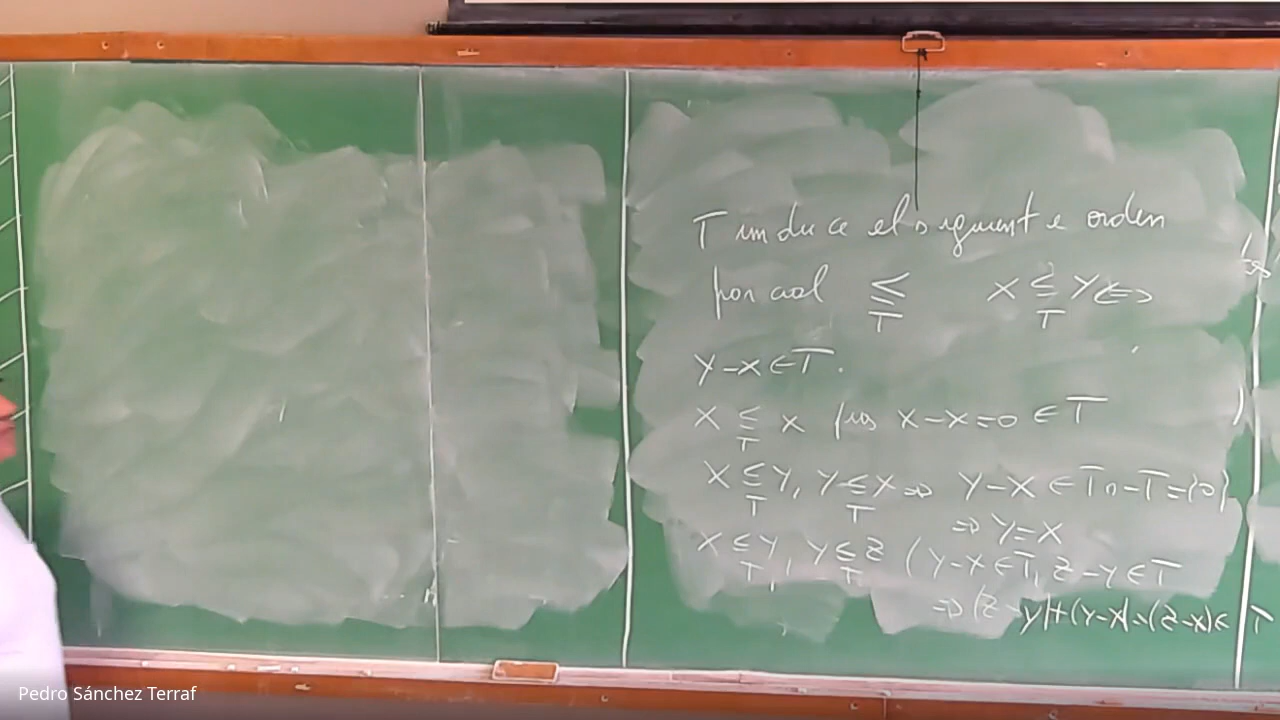 T induce el siguiente orden
parcial ≤_T X ≤_T Y ⇔
Y-X ∈ T.
X ≤_T X pues X-X=0 ∈ T
X ≤_T Y, Y ≤_T X ⇒ Y-X ∈ T∩-T={0}
⇒ Y=X
X ≤_T Y, Y ≤_T Z (Y-X ∈ T, Z-Y ∈ T
⇒ (Z-Y)+(Y-X)=(Z-X) ∈ T
Pedro Sánchez Terraf